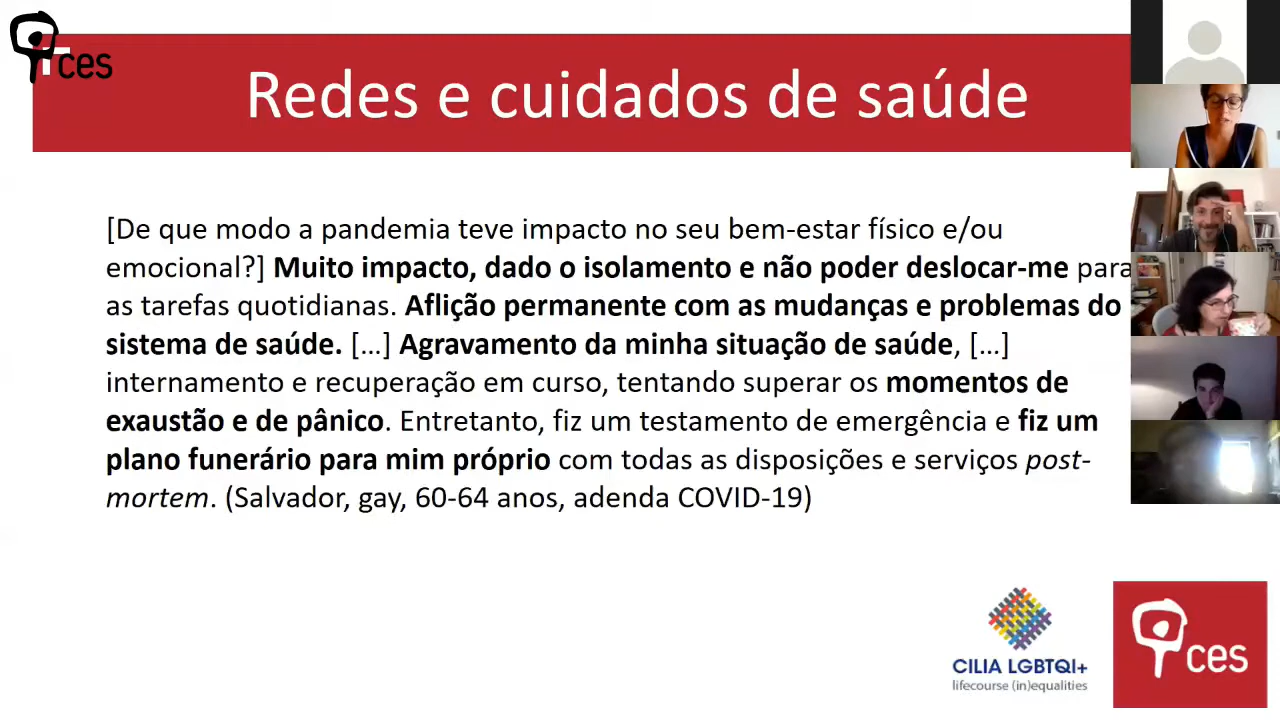 ces
Redes e cuidados de saúde
[De que modo a pandemia teve impacto no seu bem-estar físico e/ou
emocional?] Muito impacto, dado o isolamento e não poder deslocar-me para
as tarefas quotidianas. Aflição permanente com as mudanças e problemas do
sistema de saúde. [...] Agravamento da minha situação de saúde, [...]
internamento e recuperação em curso, tentando superar os momentos de
exaustão e de pânico. Entretanto, fiz um testamento de emergência e fiz um
plano funerário para mim próprio com todas as disposições e serviços post-
mortem. (Salvador, gay, 60-64 anos, adenda COVID-19)
CILIA LGBTQI+
lifecourse (in)equalities
ces